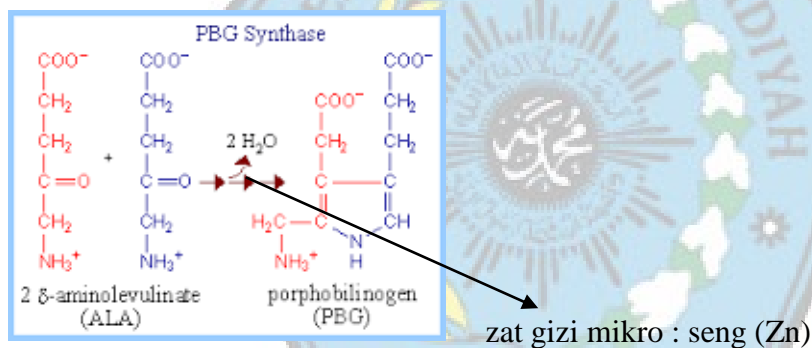 PBG Synthase
COO⁻ COO⁻ COO⁻
CH₂ CH₂ COO⁻ CH₂
CH₂ + CH₂ 2 H₂O CH₂ CH₂
C=O C=O C C
CH₂ CH₂ H₂C C CH
NH₃⁺ NH₃⁺ NH₃⁺ N
H
2 δ-aminolevulinate porphobilinogen
(ALA) (PBG)
zat gizi mikro : seng (Zn)